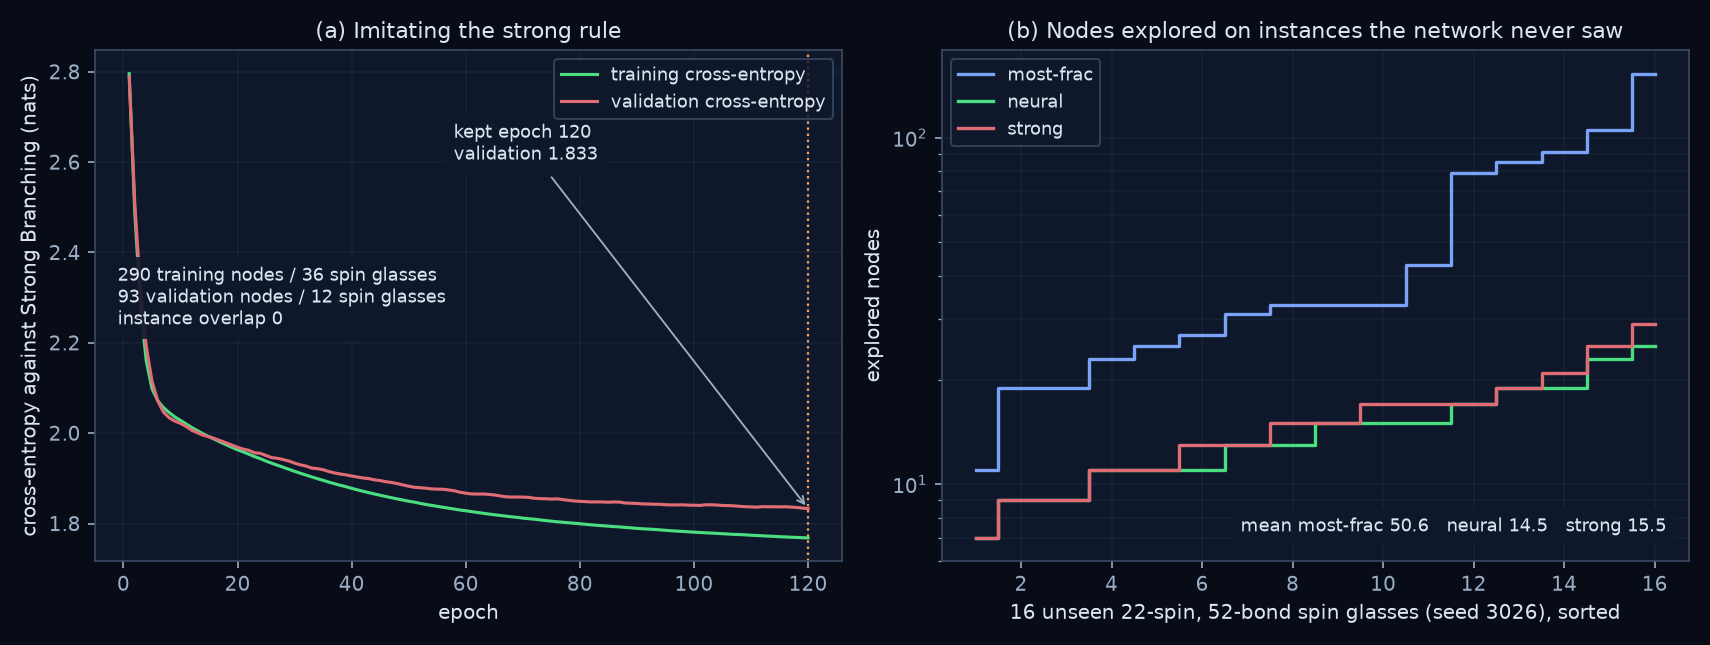 (a) Imitating the strong rule
cross-entropy against Strong Branching (nats)
2.8
2.6
2.4
2.2
2.0
1.8
training cross-entropy
validation cross-entropy
kept epoch 120
validation 1.833
290 training nodes / 36 spin glasses
93 validation nodes / 12 spin glasses
instance overlap 0
0 20 40 60 80 100 120
epoch
(b) Nodes explored on instances the network never saw
explored nodes
10²
10¹
most-frac
neural
strong
mean most-frac 50.6 neural 14.5 strong 15.5
2 4 6 8 10 12 14 16
16 unseen 22-spin, 52-bond spin glasses (seed 3026), sorted